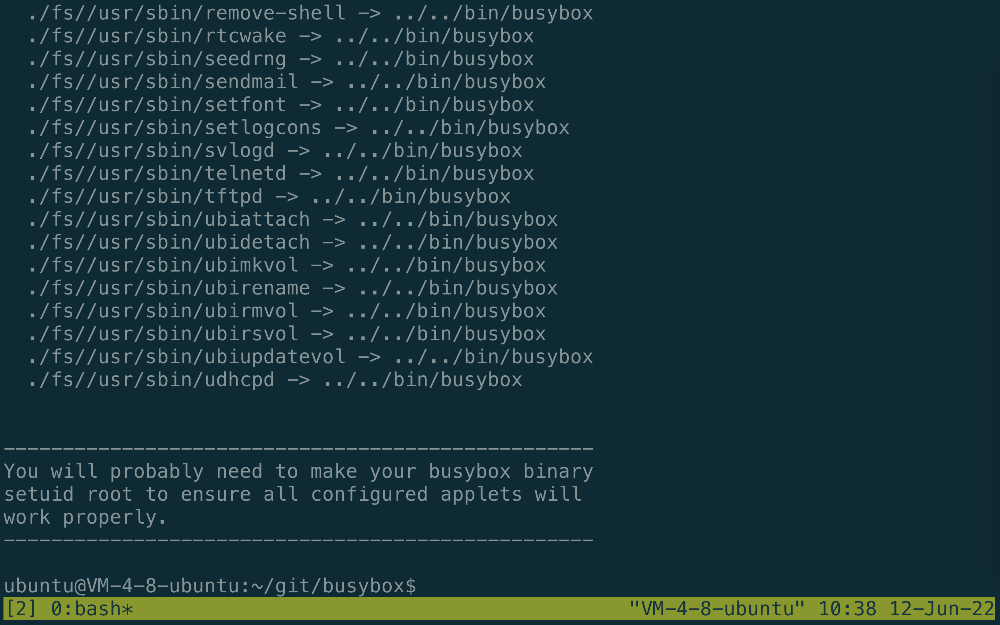 ./fs//usr/sbin/remove-shell -> ../../bin/busybox
./fs//usr/sbin/rtcwake -> ../../bin/busybox
./fs//usr/sbin/seedrng -> ../../bin/busybox
./fs//usr/sbin/sendmail -> ../../bin/busybox
./fs//usr/sbin/setfont -> ../../bin/busybox
./fs//usr/sbin/setlogcons -> ../../bin/busybox
./fs//usr/sbin/svlogd -> ../../bin/busybox
./fs//usr/sbin/telnetd -> ../../bin/busybox
./fs//usr/sbin/tftpd -> ../../bin/busybox
./fs//usr/sbin/ubiattach -> ../../bin/busybox
./fs//usr/sbin/ubidetach -> ../../bin/busybox
./fs//usr/sbin/ubimkvol -> ../../bin/busybox
./fs//usr/sbin/ubirename -> ../../bin/busybox
./fs//usr/sbin/ubirmvol -> ../../bin/busybox
./fs//usr/sbin/ubirsvol -> ../../bin/busybox
./fs//usr/sbin/ubiupdatevol -> ../../bin/busybox
./fs//usr/sbin/udhcpd -> ../../bin/busybox
--------------------------------------------------
You will probably need to make your busybox binary
setuid root to ensure all configured applets will
work properly.
--------------------------------------------------
ubuntu@VM-4-8-ubuntu:~/git/busybox$
[2] 0:bash* "VM-4-8-ubuntu" 10:38 12-Jun-22